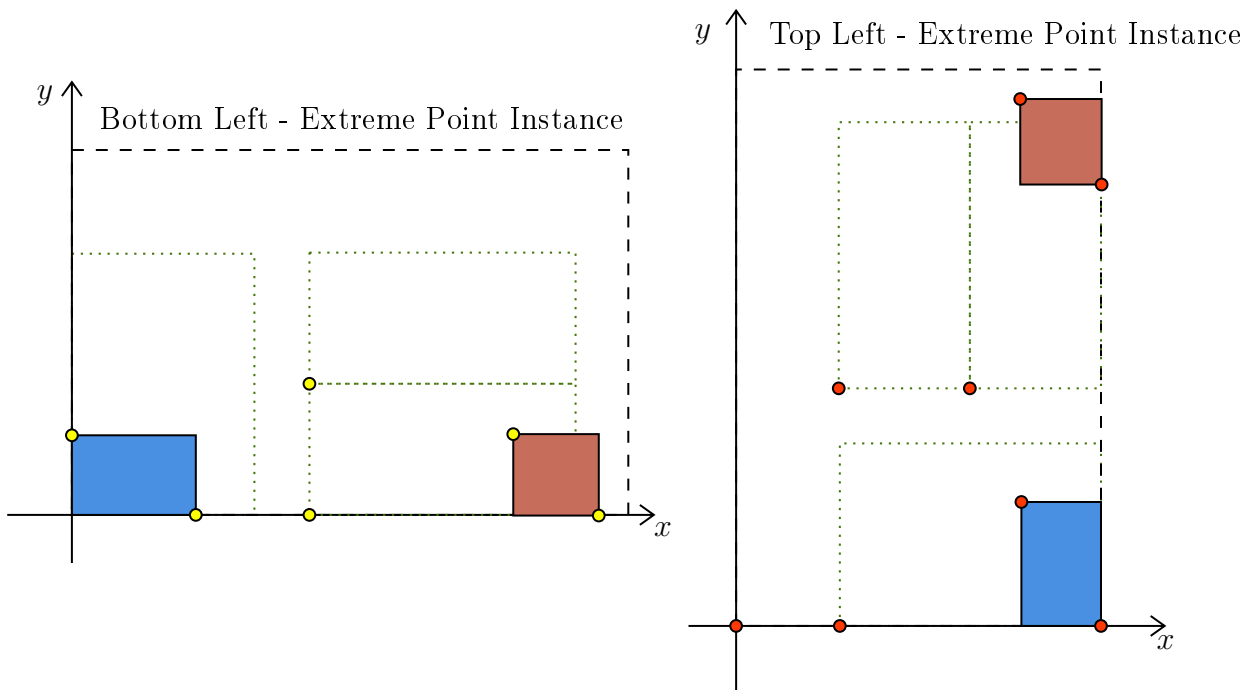 y
Bottom Left - Extreme Point Instance
x
y
Top Left - Extreme Point Instance
x